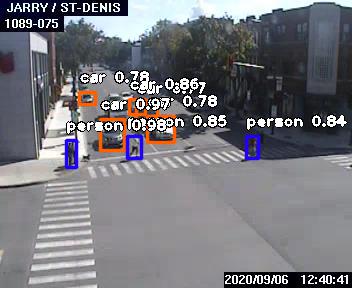 JARRY / ST-DENIS
1089-075
car 0.78
car 0.86
car 0.97
0.78
person 0.98
person 0.85
person 0.84
2020/09/06 12:40:41